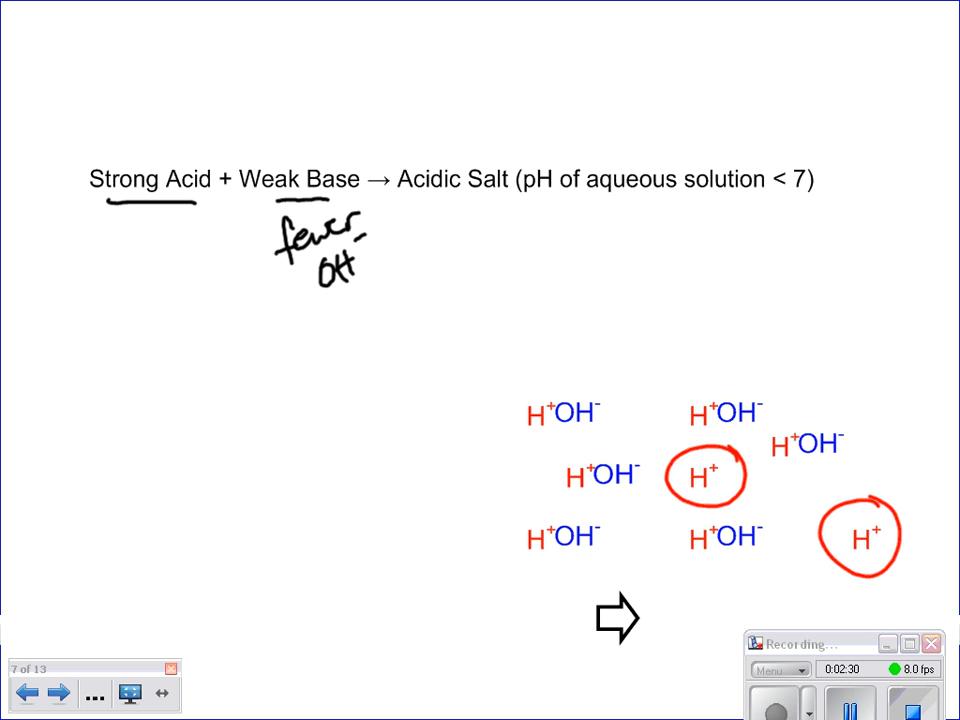 Strong Acid + Weak Base → Acidic Salt (pH of aqueous solution < 7)
fewer
OH⁻
H⁺OH⁻ H⁺OH⁻
H⁺OH⁻
H⁺OH⁻ H⁺
H⁺OH⁻ H⁺OH⁻ H⁺
7 of 13
...
Recording...
Menu 0:02:30 8.0 fps